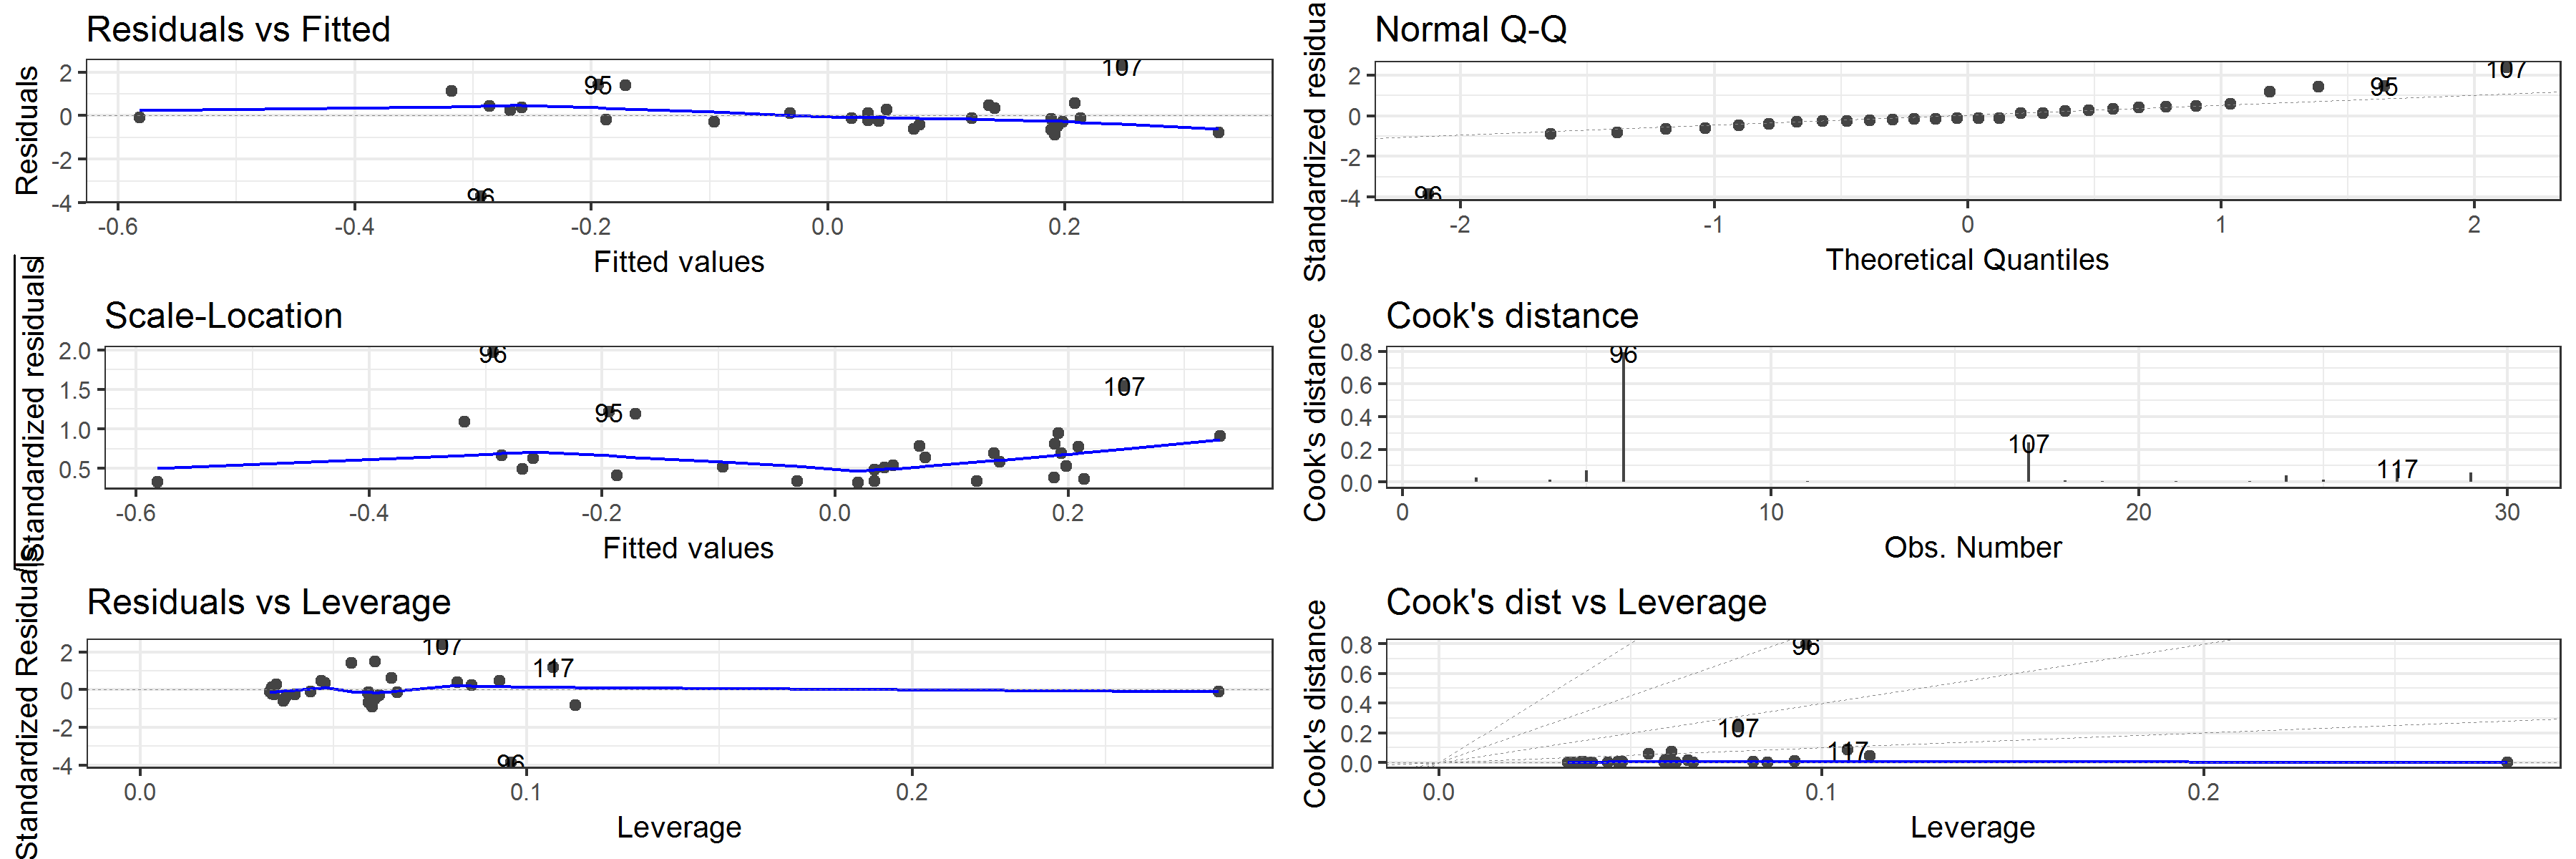 Residuals vs Fitted
Residuals
2
0
-2
-4
95
107
96
-0.6 -0.4 -0.2 0.0 0.2
Fitted values
Normal Q-Q
Standardized residua
2
0
-2
-4
107
95
96
-2 -1 0 1 2
Theoretical Quantiles
Scale-Location
√|Standardized residuals|
2.0
1.5
1.0
0.5
96
107
95
-0.6 -0.4 -0.2 0.0 0.2
Fitted values
Cook's distance
Cook's distance
0.8
0.6
0.4
0.2
0.0
96
107
117
0 10 20 30
Obs. Number
Residuals vs Leverage
Standardized Residuals
2
0
-2
-4
107
117
96
0.0 0.1 0.2
Leverage
Cook's dist vs Leverage
Cook's distance
0.8
0.6
0.4
0.2
0.0
96
107
117
0.0 0.1 0.2
Leverage